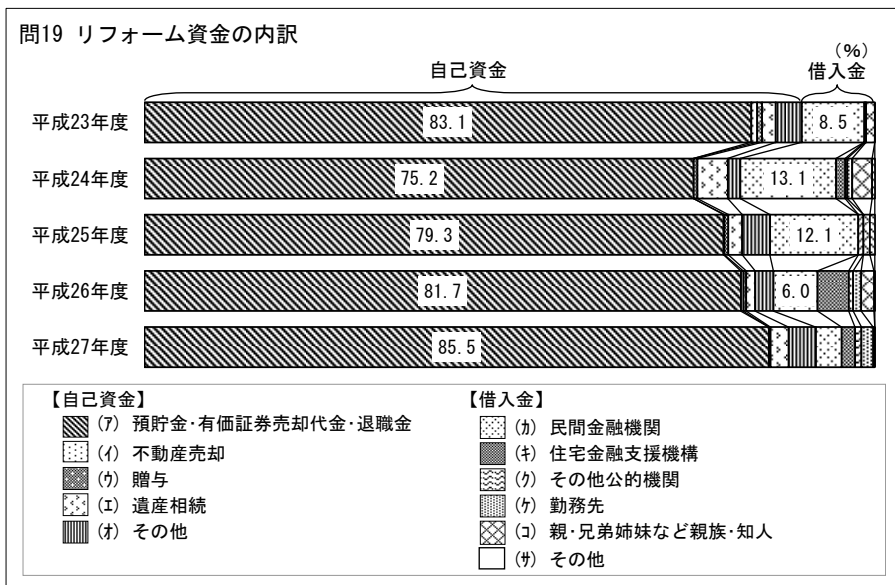 問19 リフォーム資金の内訳
(%)
自己資金 借入金
平成23年度 83.1 8.5
平成24年度 75.2 13.1
平成25年度 79.3 12.1
平成26年度 81.7 6.0
平成27年度 85.5
【自己資金】
(ｱ) 預貯金･有価証券売却代金･退職金
(ｲ) 不動産売却
(ｳ) 贈与
(ｴ) 遺産相続
(ｵ) その他
【借入金】
(ｶ) 民間金融機関
(ｷ) 住宅金融支援機構
(ｸ) その他公的機関
(ｹ) 勤務先
(ｺ) 親･兄弟姉妹など親族･知人
(ｻ) その他